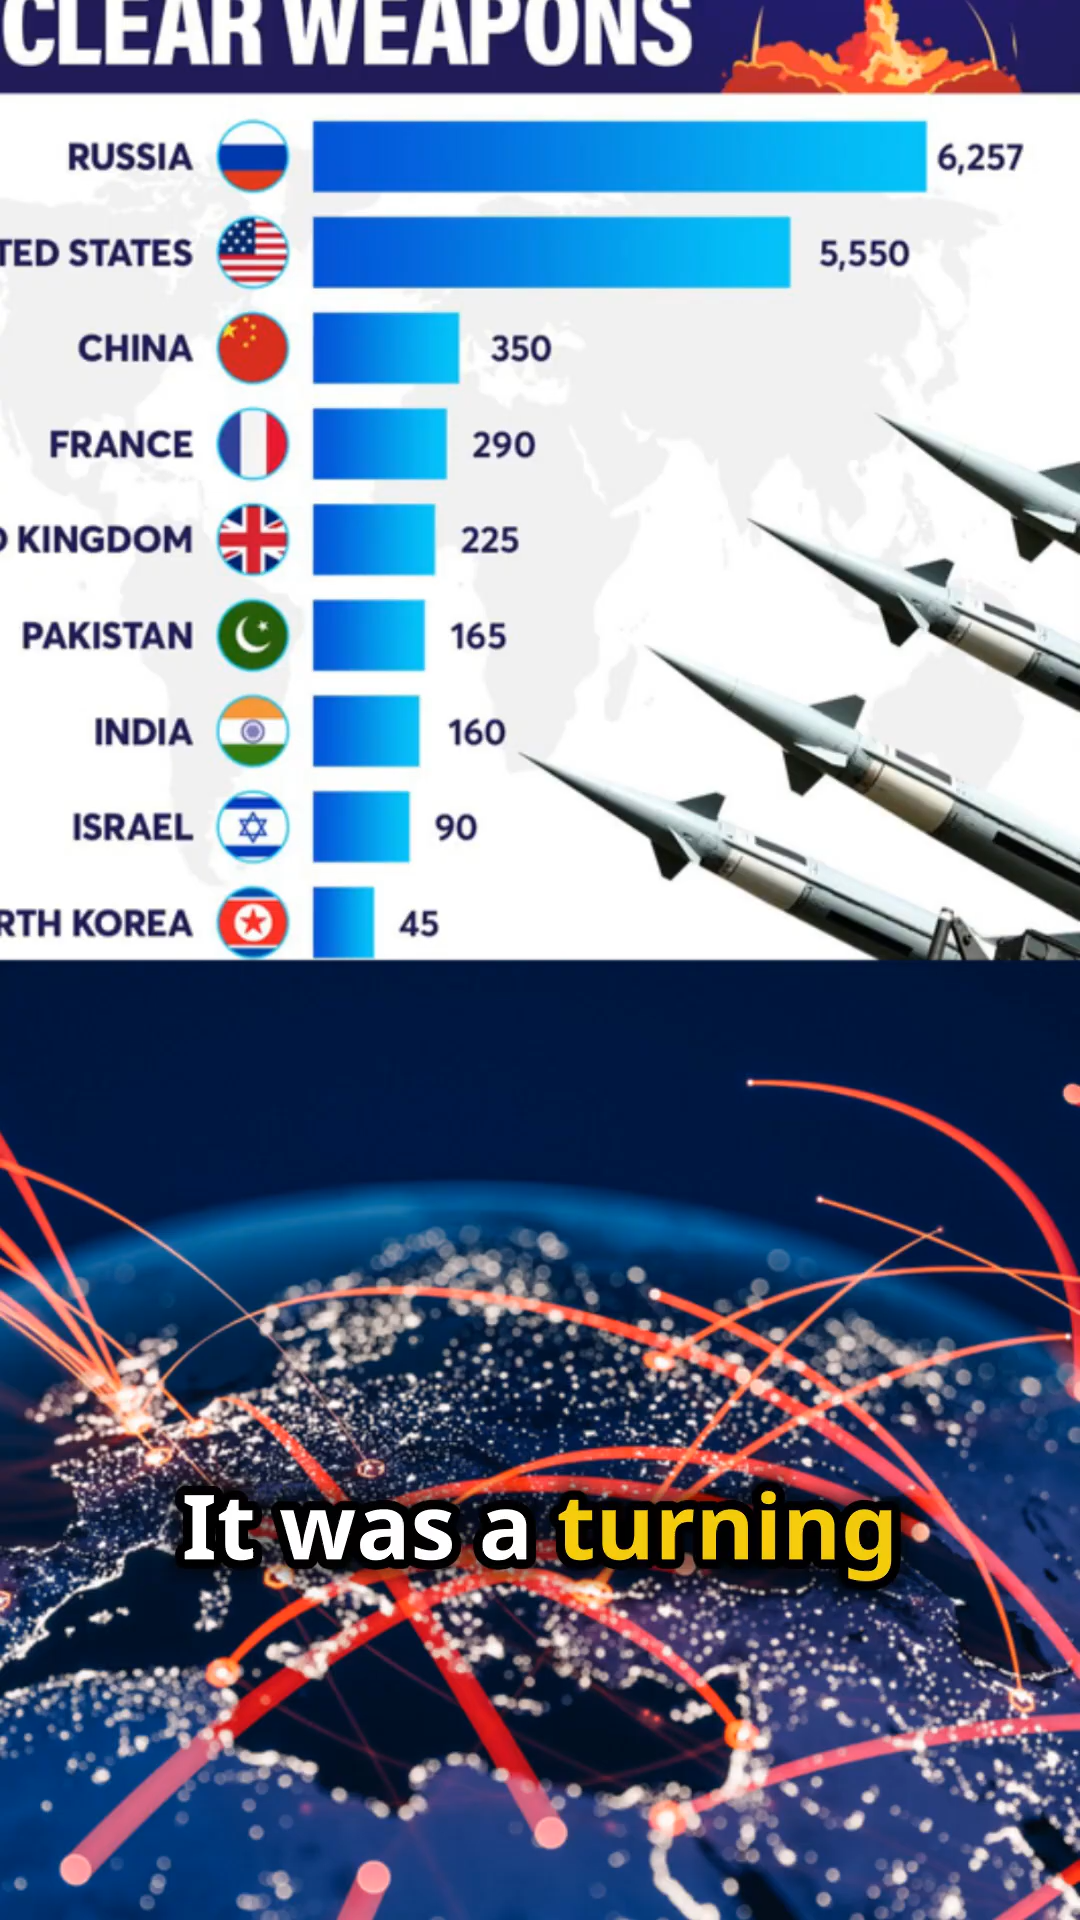 CLEAR WEAPONS
RUSSIA 6,257
TED STATES 5,550
CHINA 350
FRANCE 290
D KINGDOM 225
PAKISTAN 165
INDIA 160
ISRAEL 90
RTH KOREA 45
It was a turning